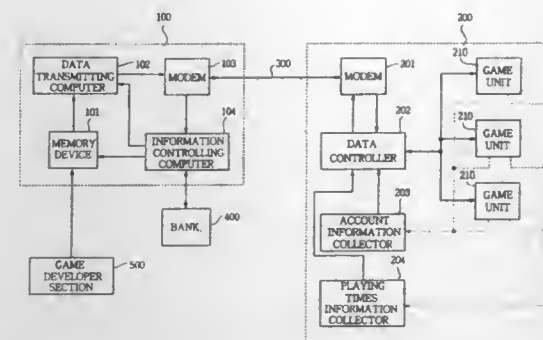 100
200
DATA
TRANSMITTING
COMPUTER
102
MODEM
103
300
MODEM
201
210
GAME
UNIT
101
MEMORY
DEVICE
104
INFORMATION
CONTROLLING
COMPUTER
202
DATA
CONTROLLER
210
GAME
UNIT
210
GAME
UNIT
BANK
400
203
ACCOUNT
INFORMATION
COLLECTOR
GAME
DEVELOPER
SECTION
500
204
PLAYING
TIMES
INFORMATION
COLLECTOR